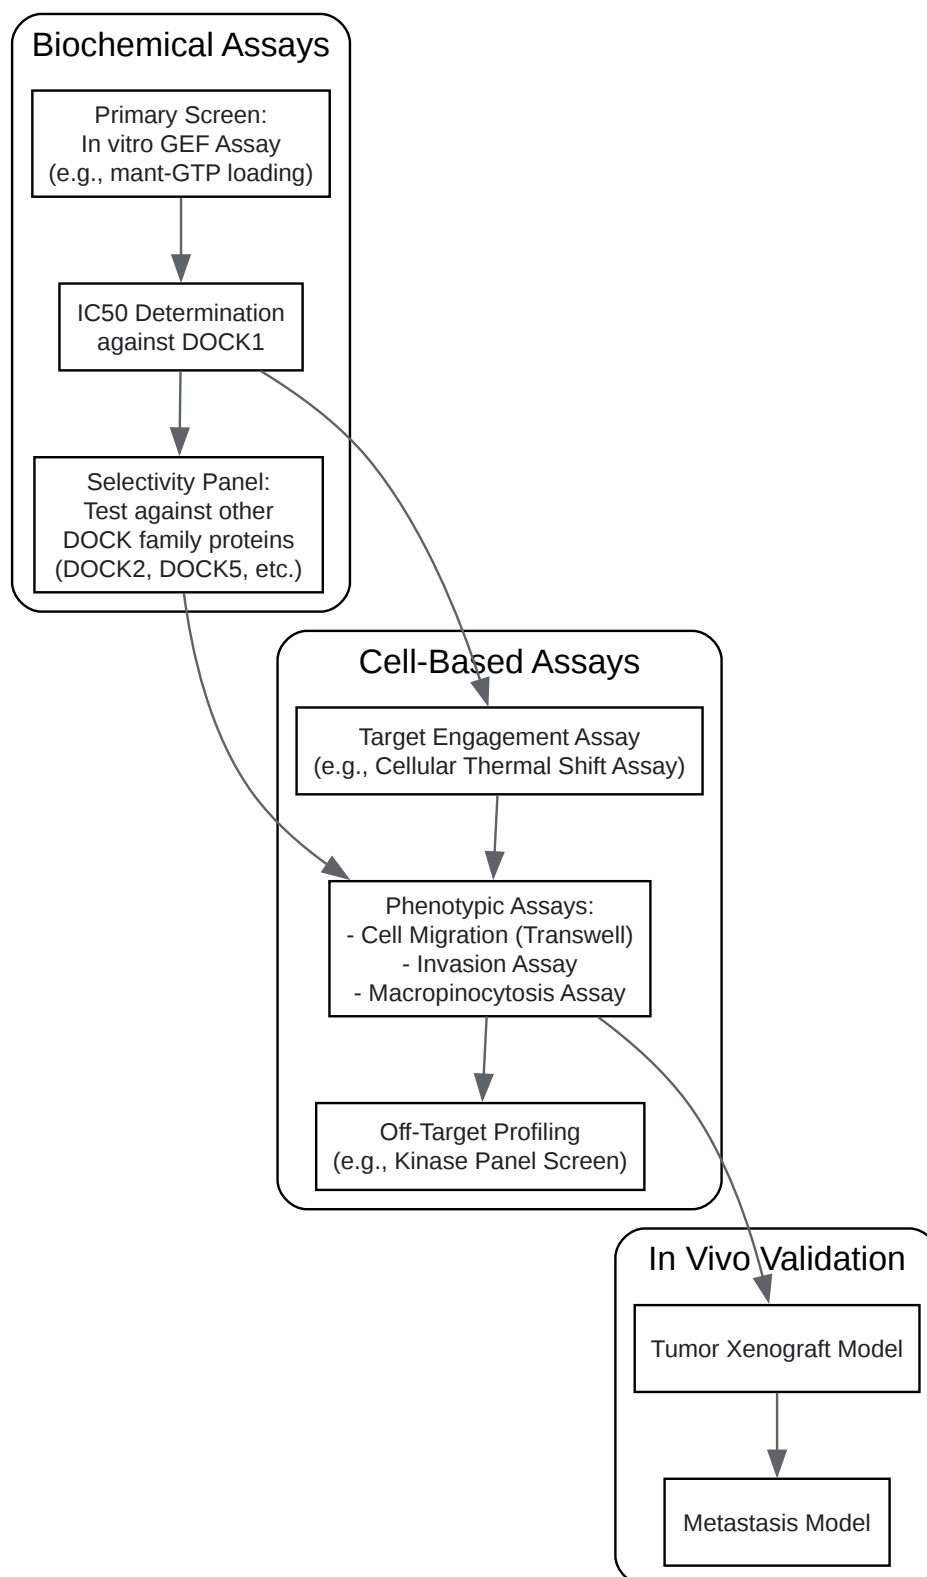 Biochemical Assays
Primary Screen:
In vitro GEF Assay
(e.g., mant-GTP loading)
IC50 Determination
against DOCK1
Selectivity Panel:
Test against other
DOCK family proteins
(DOCK2, DOCK5, etc.)
Cell-Based Assays
Target Engagement Assay
(e.g., Cellular Thermal Shift Assay)
Phenotypic Assays:
- Cell Migration (Transwell)
- Invasion Assay
- Macropinocytosis Assay
Off-Target Profiling
(e.g., Kinase Panel Screen)
In Vivo Validation
Tumor Xenograft Model
Metastasis Model